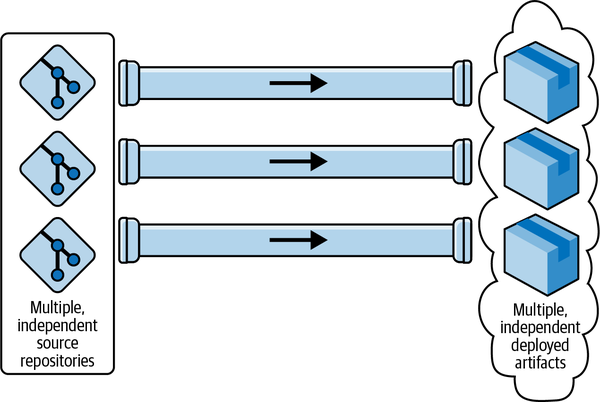 Multiple,
independent
source
repositories
Multiple,
independent
deployed
artifacts